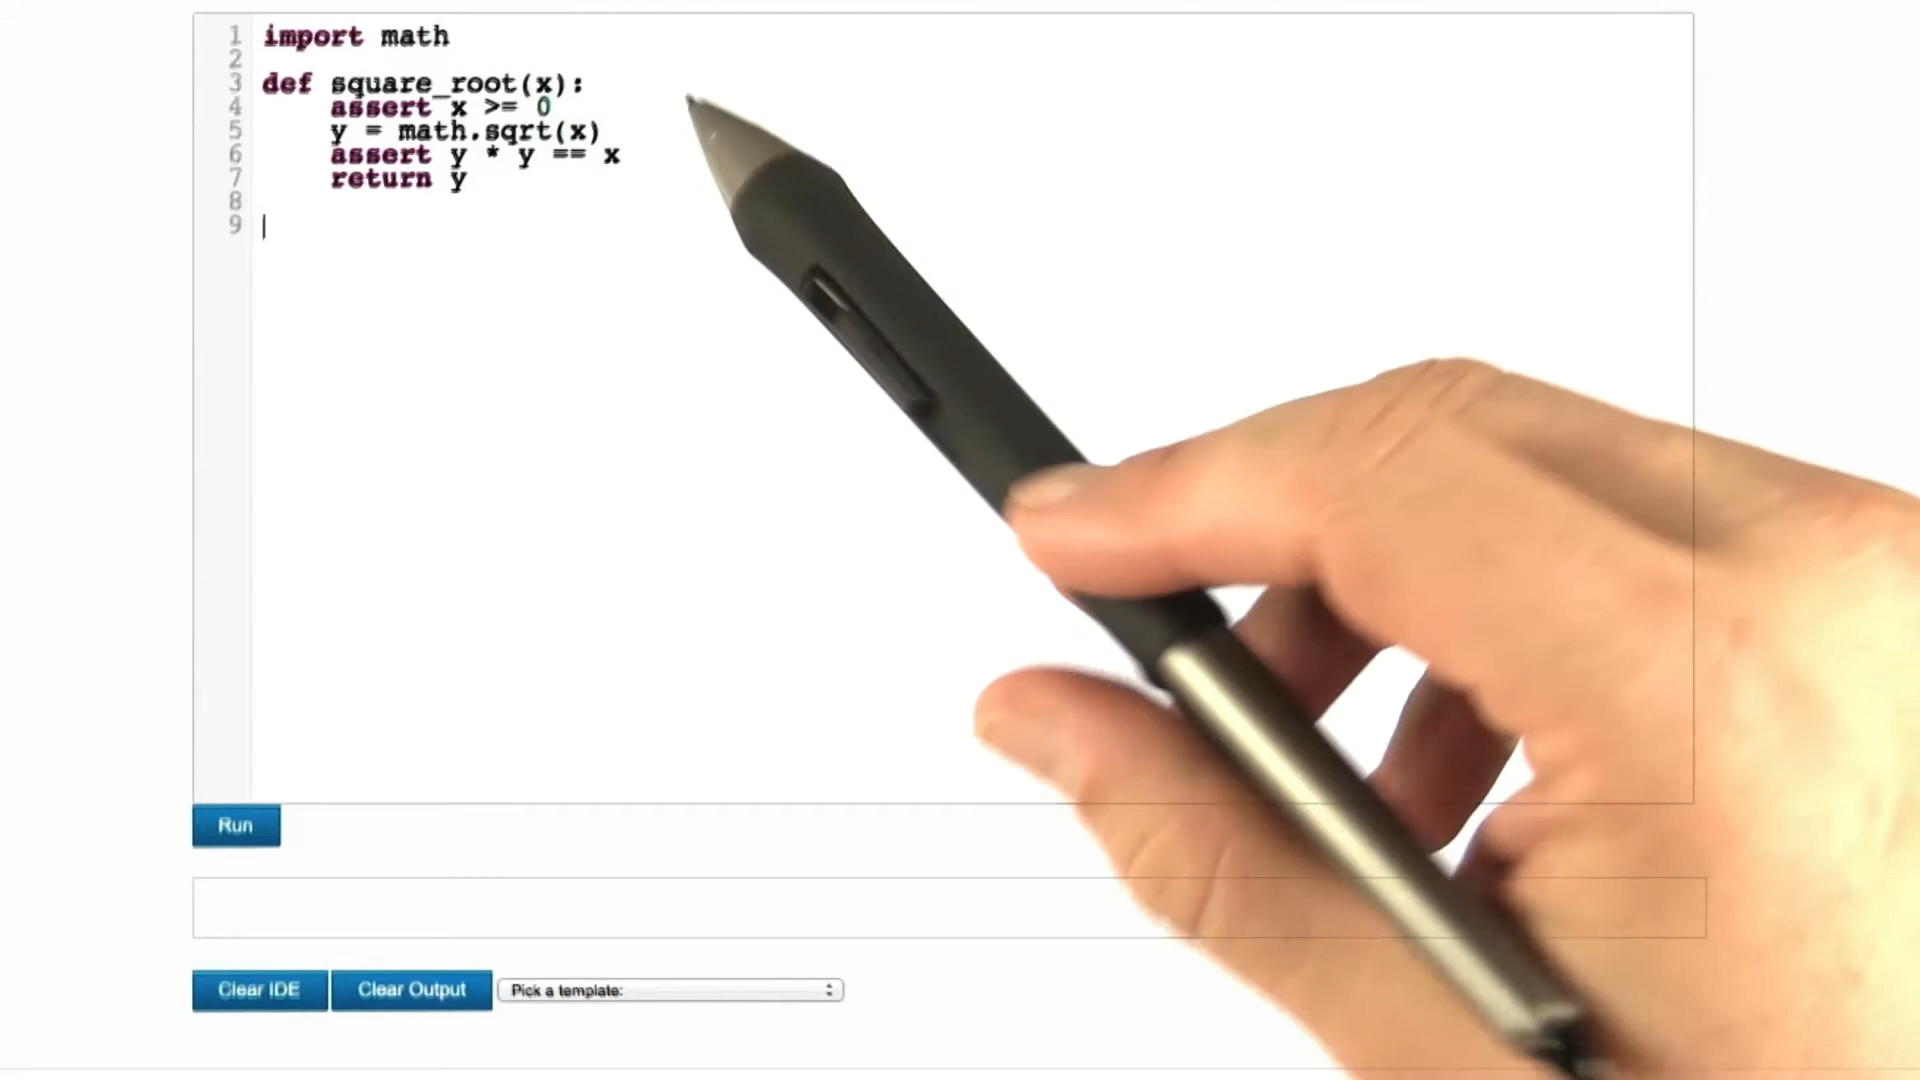 1 import math
2
3 def square_root(x):
4     assert x >= 0
5     y = math.sqrt(x)
6     assert y * y == x
7     return y
8
9
Run
Clear IDE Clear Output Pick a template: